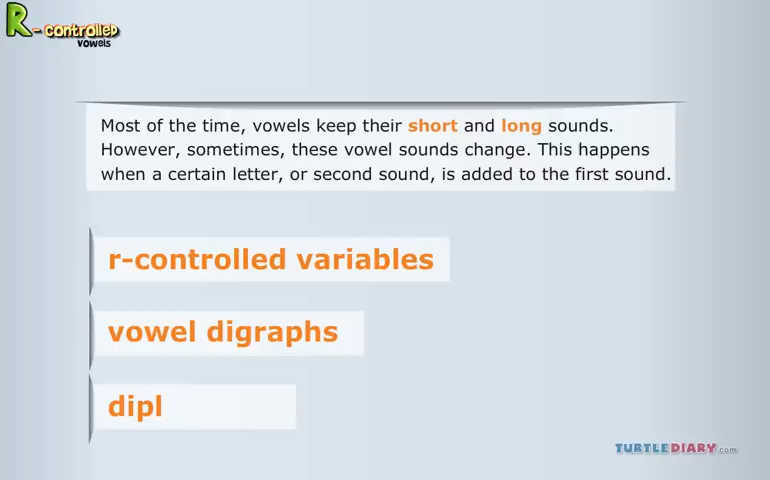 R - controlled
vowels
Most of the time, vowels keep their short and long sounds.
However, sometimes, these vowel sounds change. This happens
when a certain letter, or second sound, is added to the first sound.
r-controlled variables
vowel digraphs
dipl
TURTLEDIARY.com